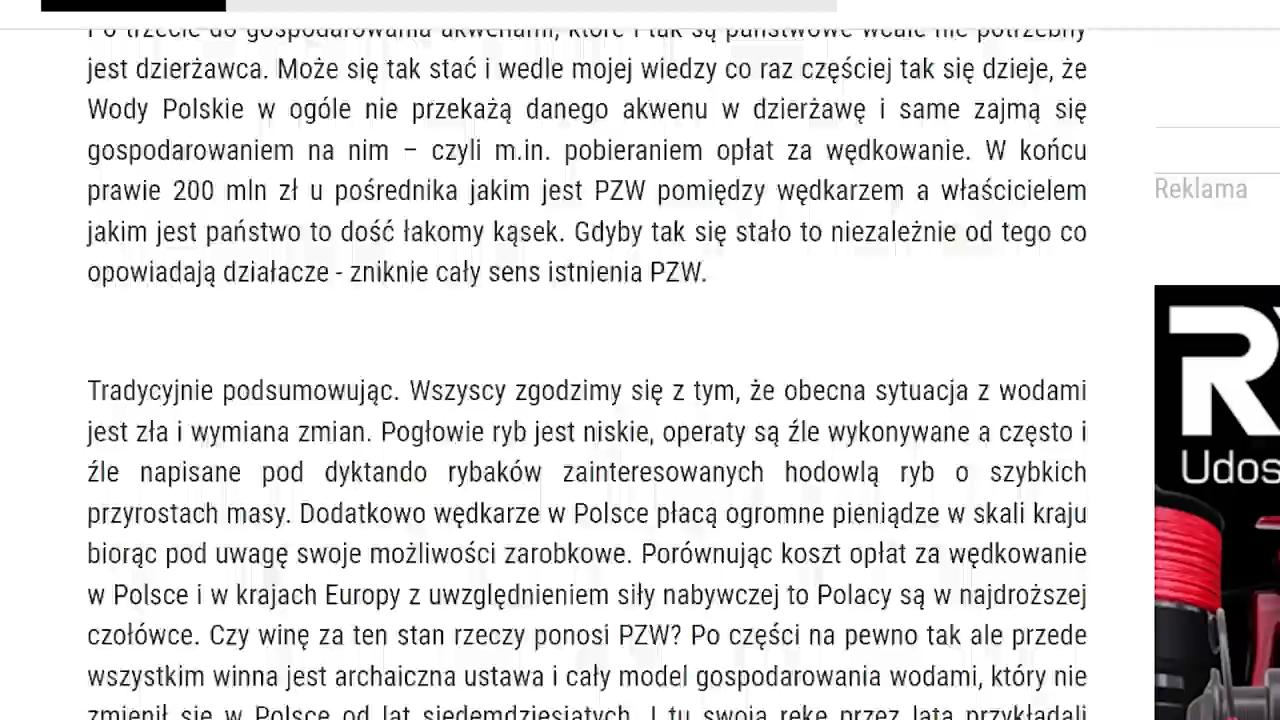 Po trzecie do gospodarowania akwenami, które i tak są państwowe wcale nie potrzebny
jest dzierżawca. Może się tak stać i wedle mojej wiedzy co raz częściej tak się dzieje, że
Wody Polskie w ogóle nie przekażą danego akwenu w dzierżawę i same zajmą się
gospodarowaniem na nim – czyli m.in. pobieraniem opłat za wędkowanie. W końcu
prawie 200 mln zł u pośrednika jakim jest PZW pomiędzy wędkarzem a właścicielem
jakim jest państwo to dość łakomy kąsek. Gdyby tak się stało to niezależnie od tego co
opowiadają działacze - zniknie cały sens istnienia PZW.
Tradycyjnie podsumowując. Wszyscy zgodzimy się z tym, że obecna sytuacja z wodami
jest zła i wymiana zmian. Pogłowie ryb jest niskie, operaty są źle wykonywane a często i
źle napisane pod dyktando rybaków zainteresowanych hodowlą ryb o szybkich
przyrostach masy. Dodatkowo wędkarze w Polsce płacą ogromne pieniądze w skali kraju
biorąc pod uwagę swoje możliwości zarobkowe. Porównując koszt opłat za wędkowanie
w Polsce i w krajach Europy z uwzględnieniem siły nabywczej to Polacy są w najdroższej
czołówce. Czy winę za ten stan rzeczy ponosi PZW? Po części na pewno tak ale przede
wszystkim winna jest archaiczna ustawa i cały model gospodarowania wodami, który nie
zmienił się w Polsce od lat siedemdziesiątych. I tu swoją rękę przez lata przykładali
Reklama
R
Udos